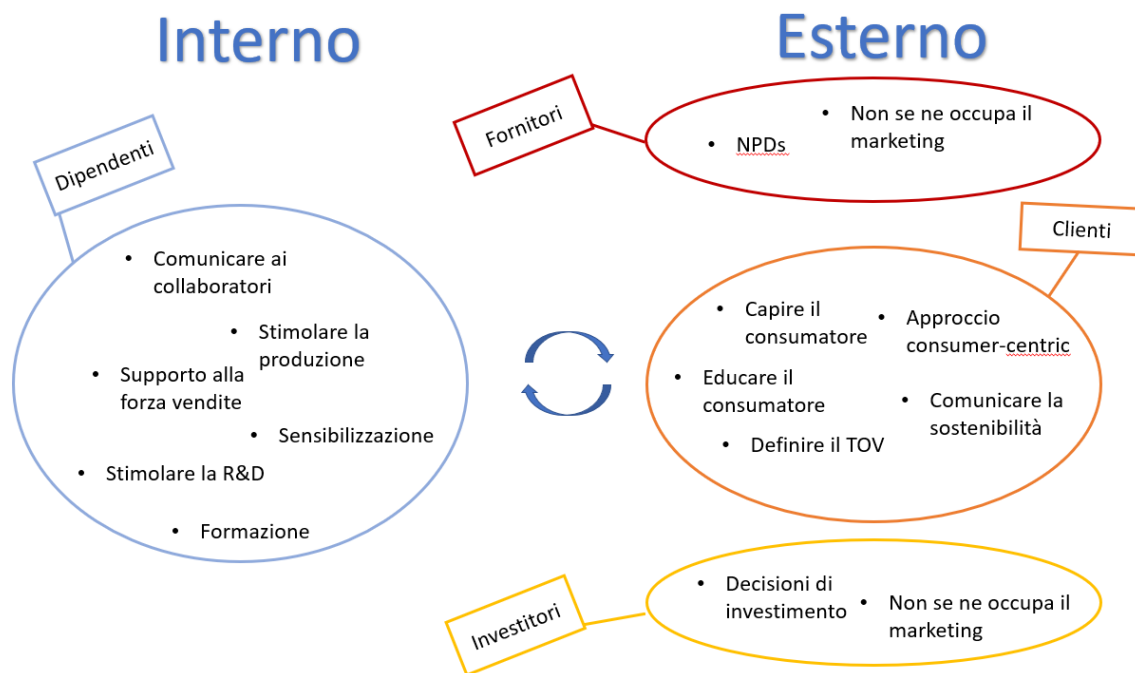 Interno
Esterno
Dipendenti
• Comunicare ai
collaboratori
• Stimolare la
produzione
• Supporto alla
forza vendite
• Sensibilizzazione
• Stimolare la R&D
• Formazione
Fornitori
• NPDs
• Non se ne occupa il
marketing
Clienti
• Capire il
consumatore
• Approccio
consumer-centric
• Educare il
consumatore
• Comunicare la
sostenibilità
• Definire il TOV
Investitori
• Decisioni di
investimento
• Non se ne occupa il
marketing